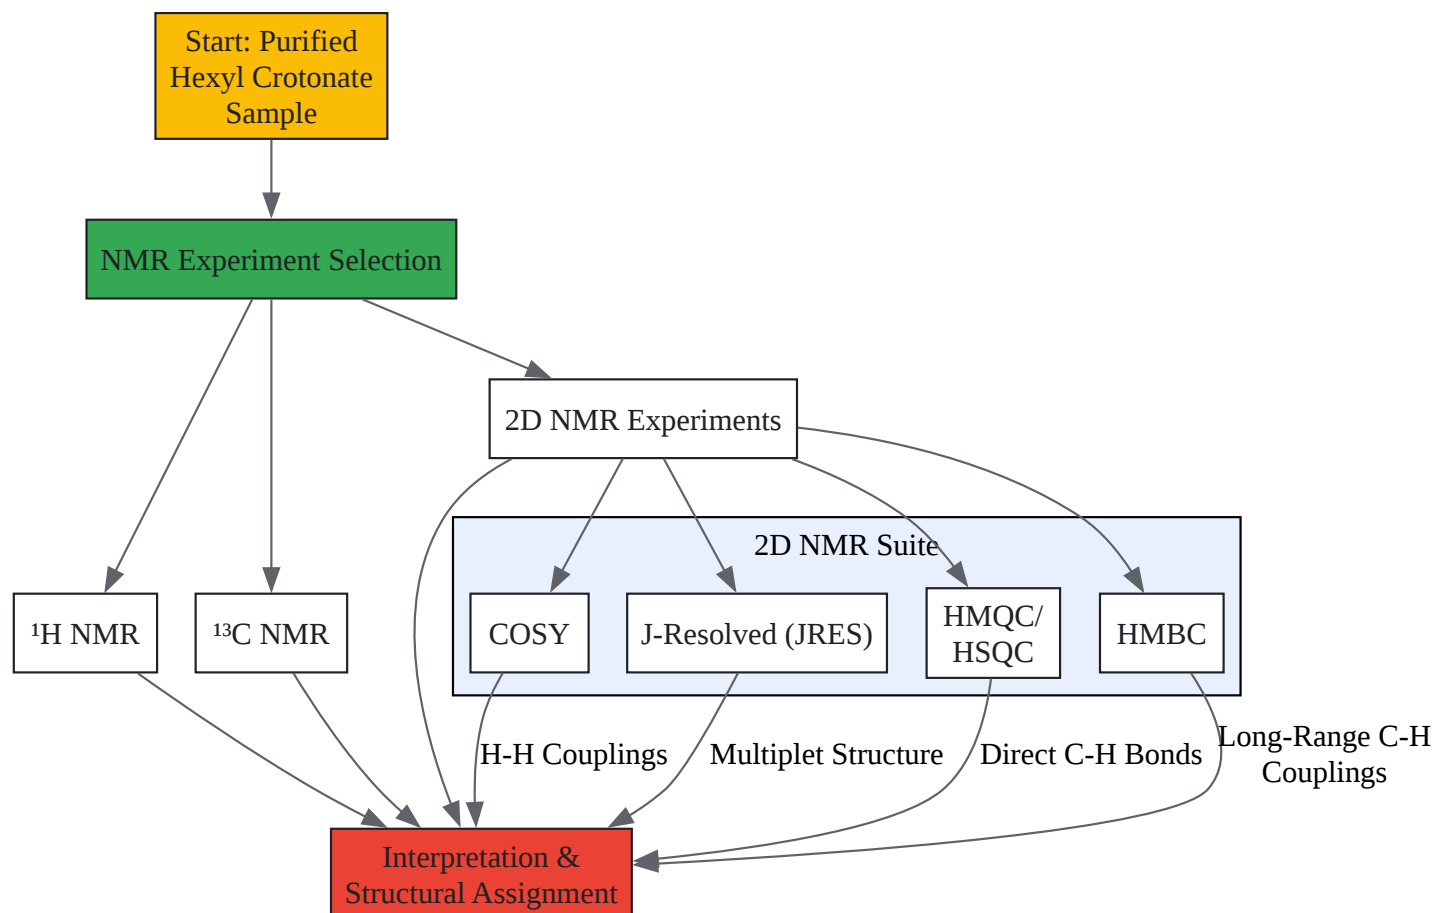 Start: Purified
Hexyl Crotonate
Sample
NMR Experiment Selection
2D NMR Experiments
2D NMR Suite
¹H NMR
¹³C NMR
COSY
J-Resolved (JRES)
HMQC/
HSQC
HMBC
H-H Couplings
Multiplet Structure
Direct C-H Bonds
Long-Range C-H
Couplings
Interpretation &
Structural Assignment